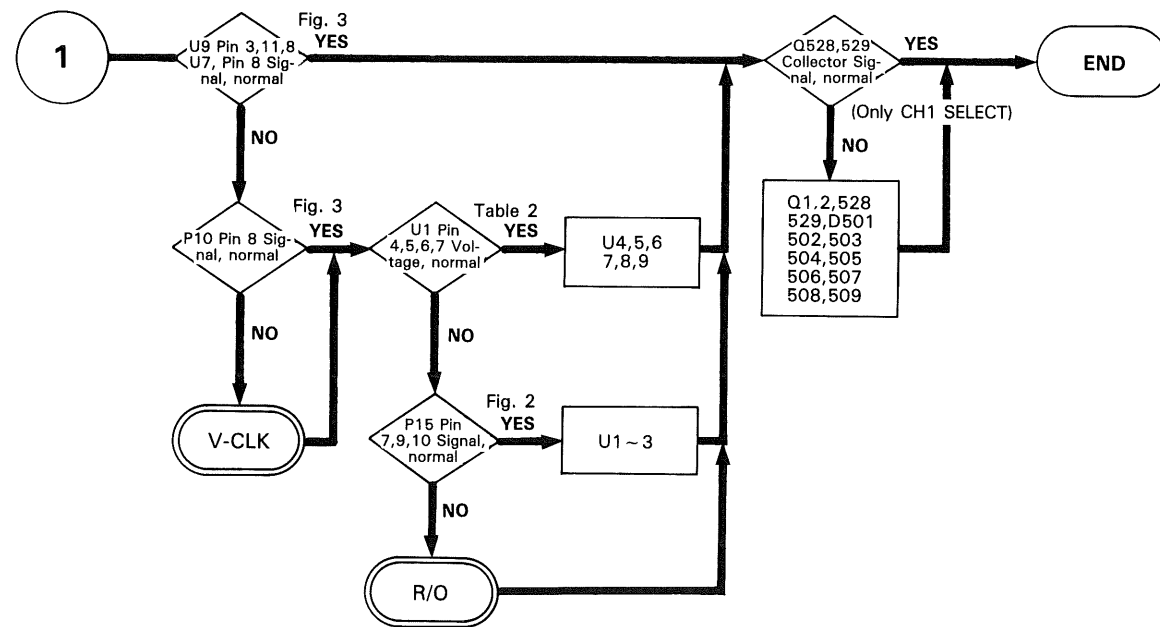 1
U9 Pin 3,11,8
U7, Pin 8 Sig-
nal, normal
Fig. 3
YES
Q528,529
Collector Sig-
nal, normal
YES
END
(Only CH1 SELECT)
NO
NO
Q1,2,528
529,D501
502,503
504,505
506,507
508,509
P10 Pin 8 Sig-
nal, normal
Fig. 3
YES
U1 Pin
4,5,6,7 Vol-
tage, normal
Table 2
YES
U4,5,6
7,8,9
NO
NO
V-CLK
P15 Pin
7,9,10 Signal,
normal
Fig. 2
YES
U1~3
NO
R/O